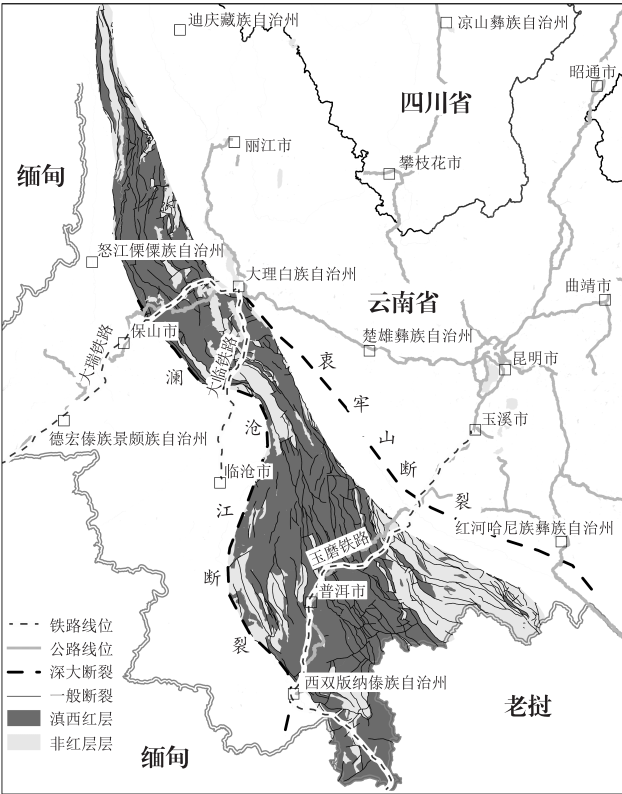 迪庆藏族自治州
凉山彝族自治州
昭通市
四川省
丽江市
攀枝花市
缅甸
怒江傈僳族自治州
大理白族自治州
云南省
曲靖市
保山市
楚雄彝族自治州
昆明市
大瑞铁路
大临铁路
澜
沧
江
断
裂
哀
牢
山
断
裂
玉溪市
德宏傣族景颇族自治州
临沧市
红河哈尼族彝族自治州
玉磨铁路
普洱市
西双版纳傣族自治州
老挝
缅甸
铁路线位
公路线位
深大断裂
一般断裂
滇西红层
非红层层